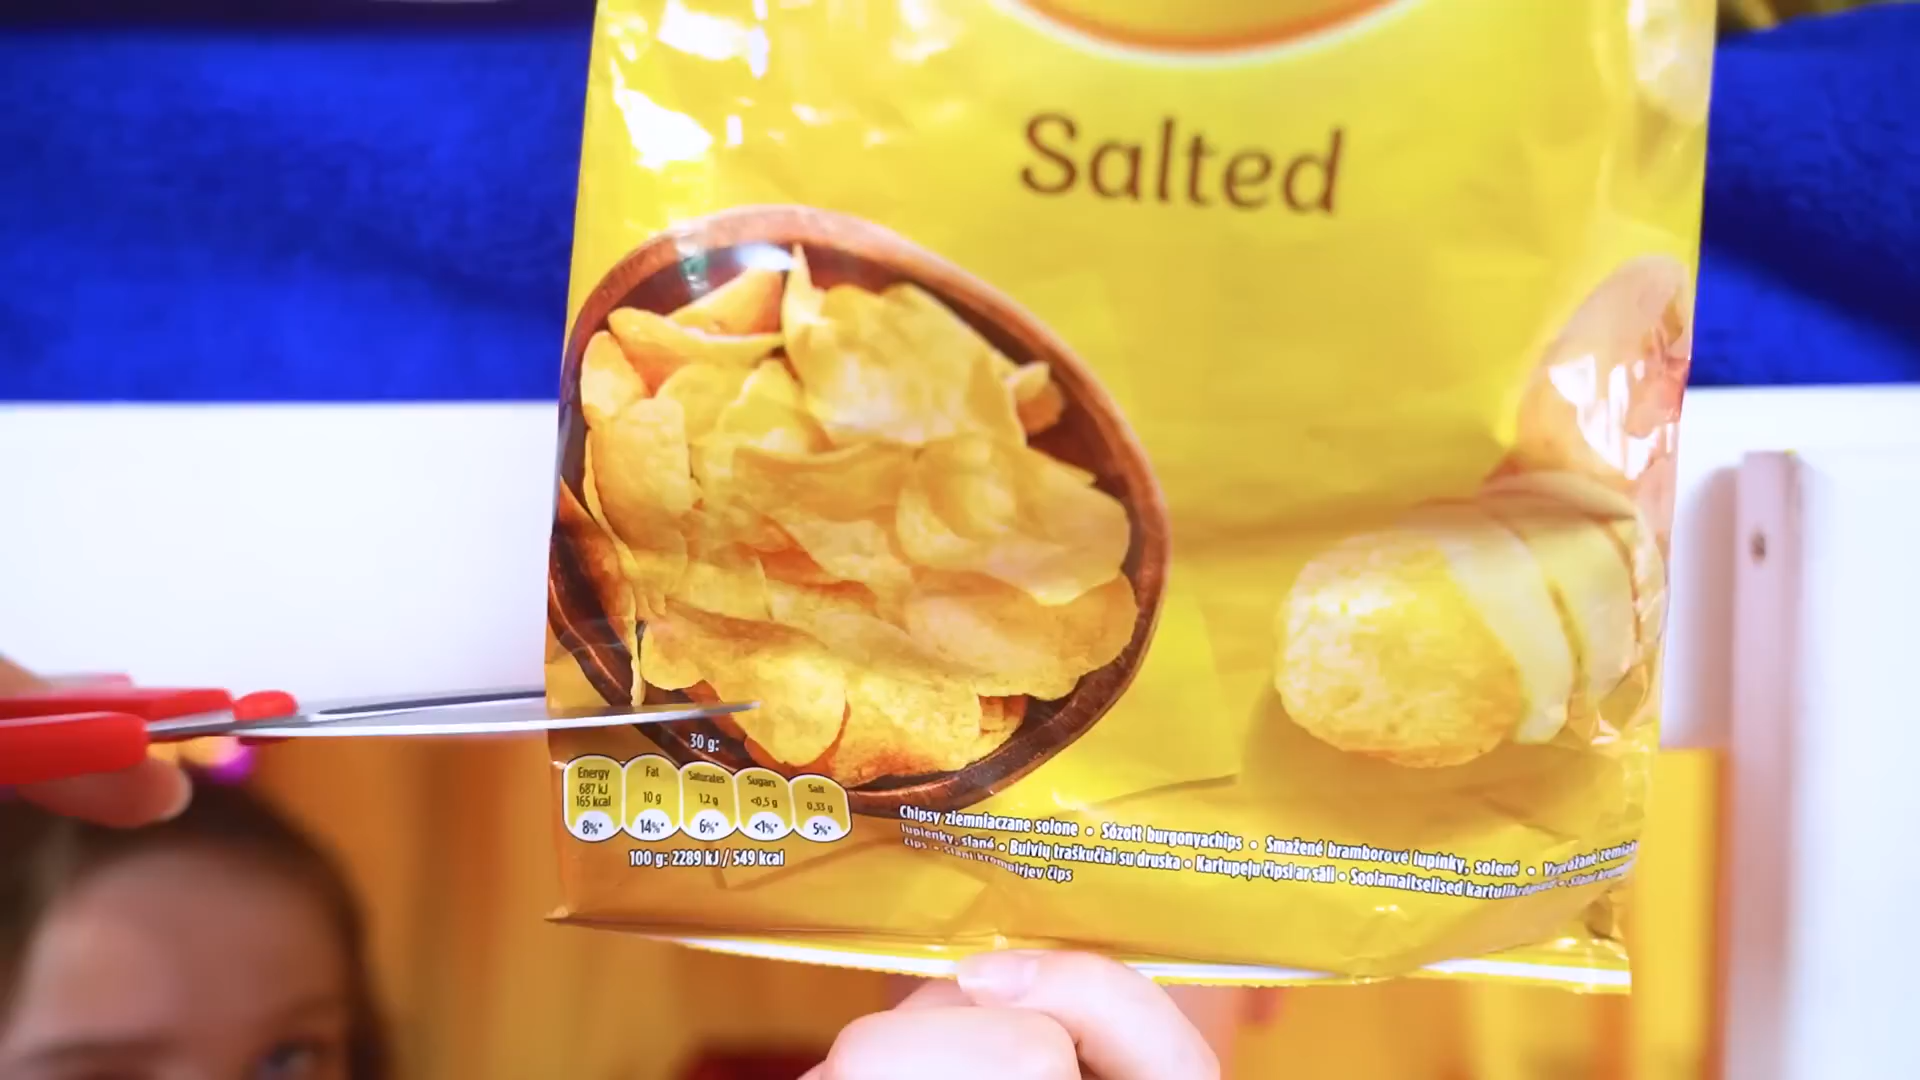 Salted
30 g:
Energy 687 kJ 165 kcal 8%*
Fat 10 g 14%*
Saturates 1,2 g 6%*
Sugars <0,5 g <1%*
Salt 0,33 g 5%*
100 g: 2289 kJ / 549 kcal
Chipsy ziemniaczane solone • Sózott burgonyachips • Smažené bramborové lupínky, solené • Vyprážané zemiak
lupienky, slané • Bulvių traškučiai su druska • Kartupeļu čipsi ar sāli • Soolamaitselised kartulikrõpsud •
čips • Slani krompirjev čips